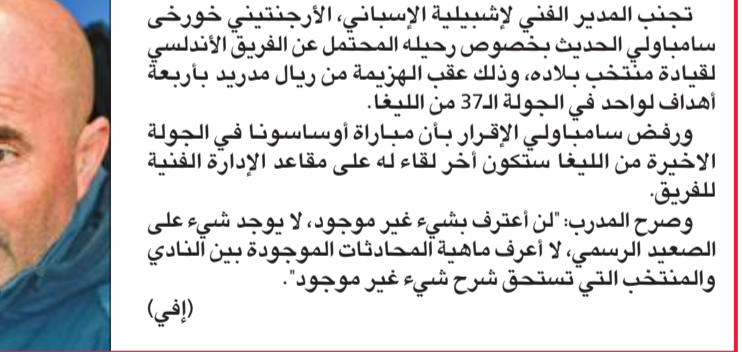 تجنب المدير الفني لإشبيلية الإسباني، الأرجنتيني خورخى
سامباولي الحديث بخصوص رحيله المحتمل عن الفريق الأندلسي
لقيادة منتخب بلاده، وذلك عقب الهزيمة من ريال مدريد بأربعة
أهداف لواحد في الجولة الـ37 من الليغا.
ورفض سامباولي الإقرار بأن مباراة أوساسونا في الجولة
الاخيرة من الليغا ستكون أخر لقاء له على مقاعد الإدارة الفنية
للفريق.
وصرح المدرب: "لن أعترف بشيء غير موجود، لا يوجد شيء على
الصعيد الرسمي، لا أعرف ماهية المحادثات الموجودة بين النادي
والمنتخب التي تستحق شرح شيء غير موجود".
(إفي)